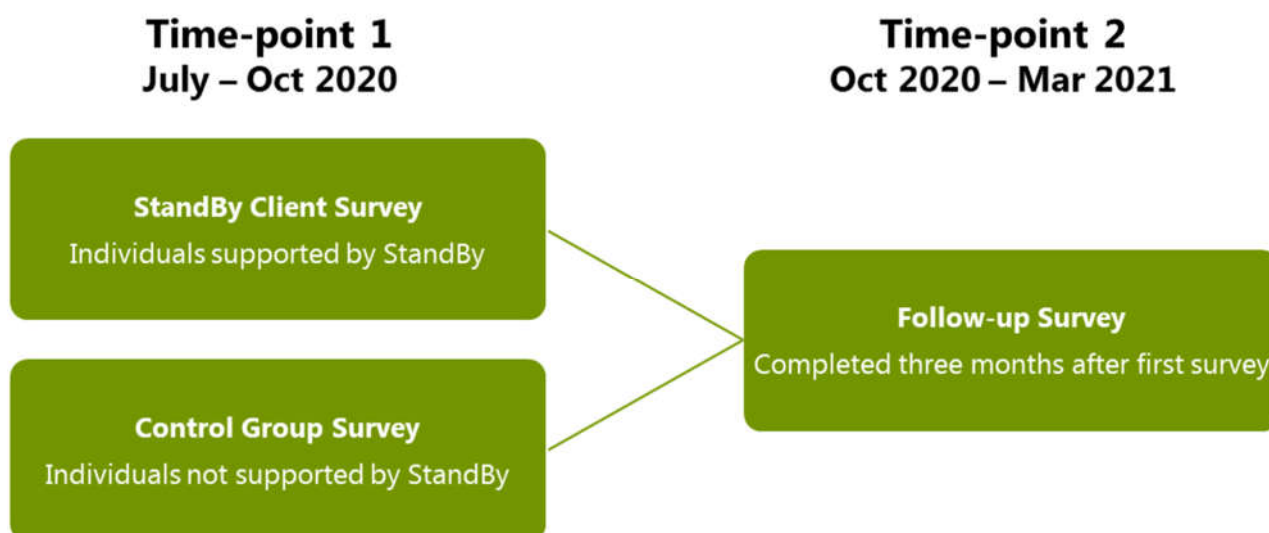 Time-point 1
July – Oct 2020
Time-point 2
Oct 2020 – Mar 2021
StandBy Client Survey
Individuals supported by StandBy
Control Group Survey
Individuals not supported by StandBy
Follow-up Survey
Completed three months after first survey